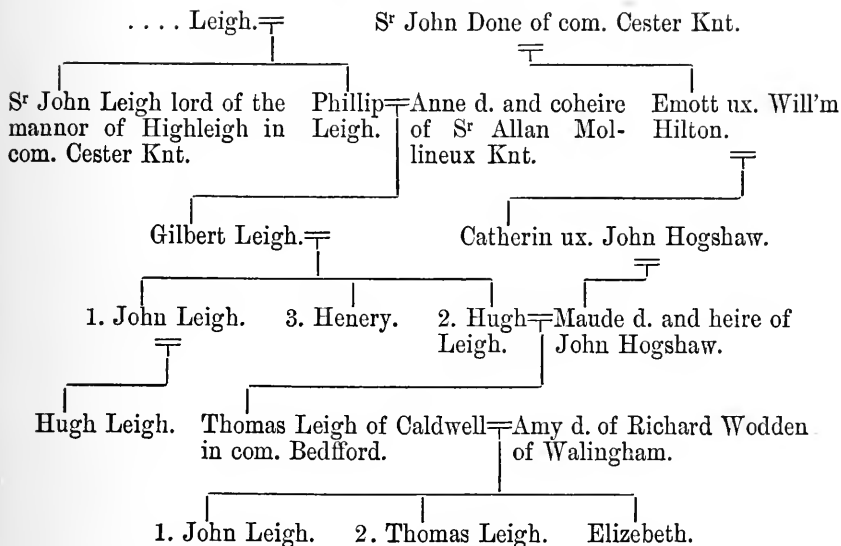 .... Leigh. Sʳ John Done of com. Cester Knt.
Sʳ John Leigh lord of the
mannor of Highleigh in
com. Cester Knt.
Phillip
Leigh.
Anne d. and coheire
of Sʳ Allan Mol-
lineux Knt.
Emott ux. Will'm
Hilton.
Gilbert Leigh. Catherin ux. John Hogshaw.
1. John Leigh. 3. Henery. 2. Hugh
Leigh.
Maude d. and heire of
John Hogshaw.
Hugh Leigh.
Thomas Leigh of Caldwell
in com. Bedfford.
Amy d. of Richard Wodden
of Walingham.
1. John Leigh. 2. Thomas Leigh. Elizebeth.